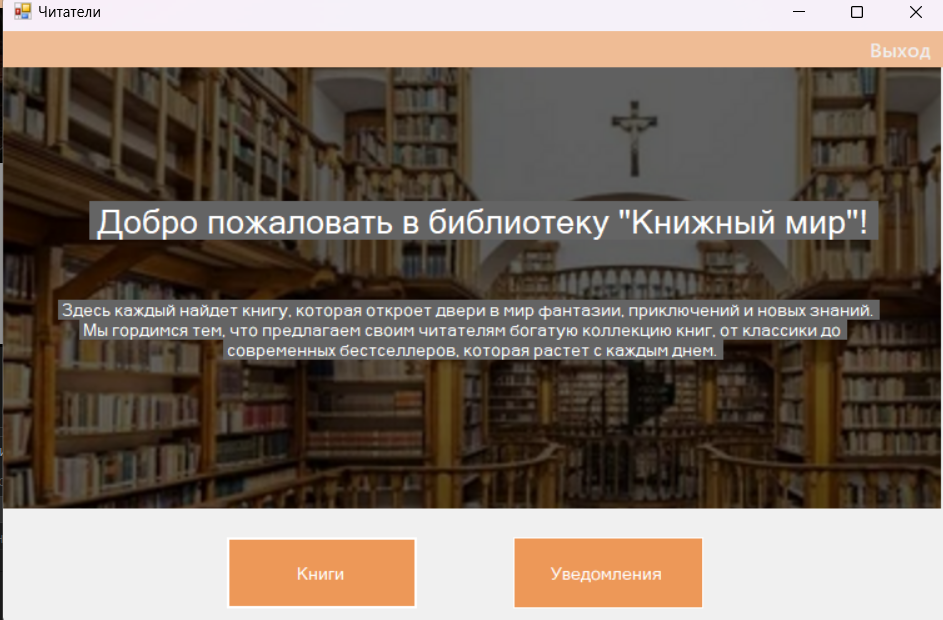 Читатели
Выход
Добро пожаловать в библиотеку "Книжный мир"!
Здесь каждый найдет книгу, которая откроет двери в мир фантазии, приключений и новых знаний.
Мы гордимся тем, что предлагаем своим читателям богатую коллекцию книг, от классики до
современных бестселлеров, которая растет с каждым днем.
Книги
Уведомления